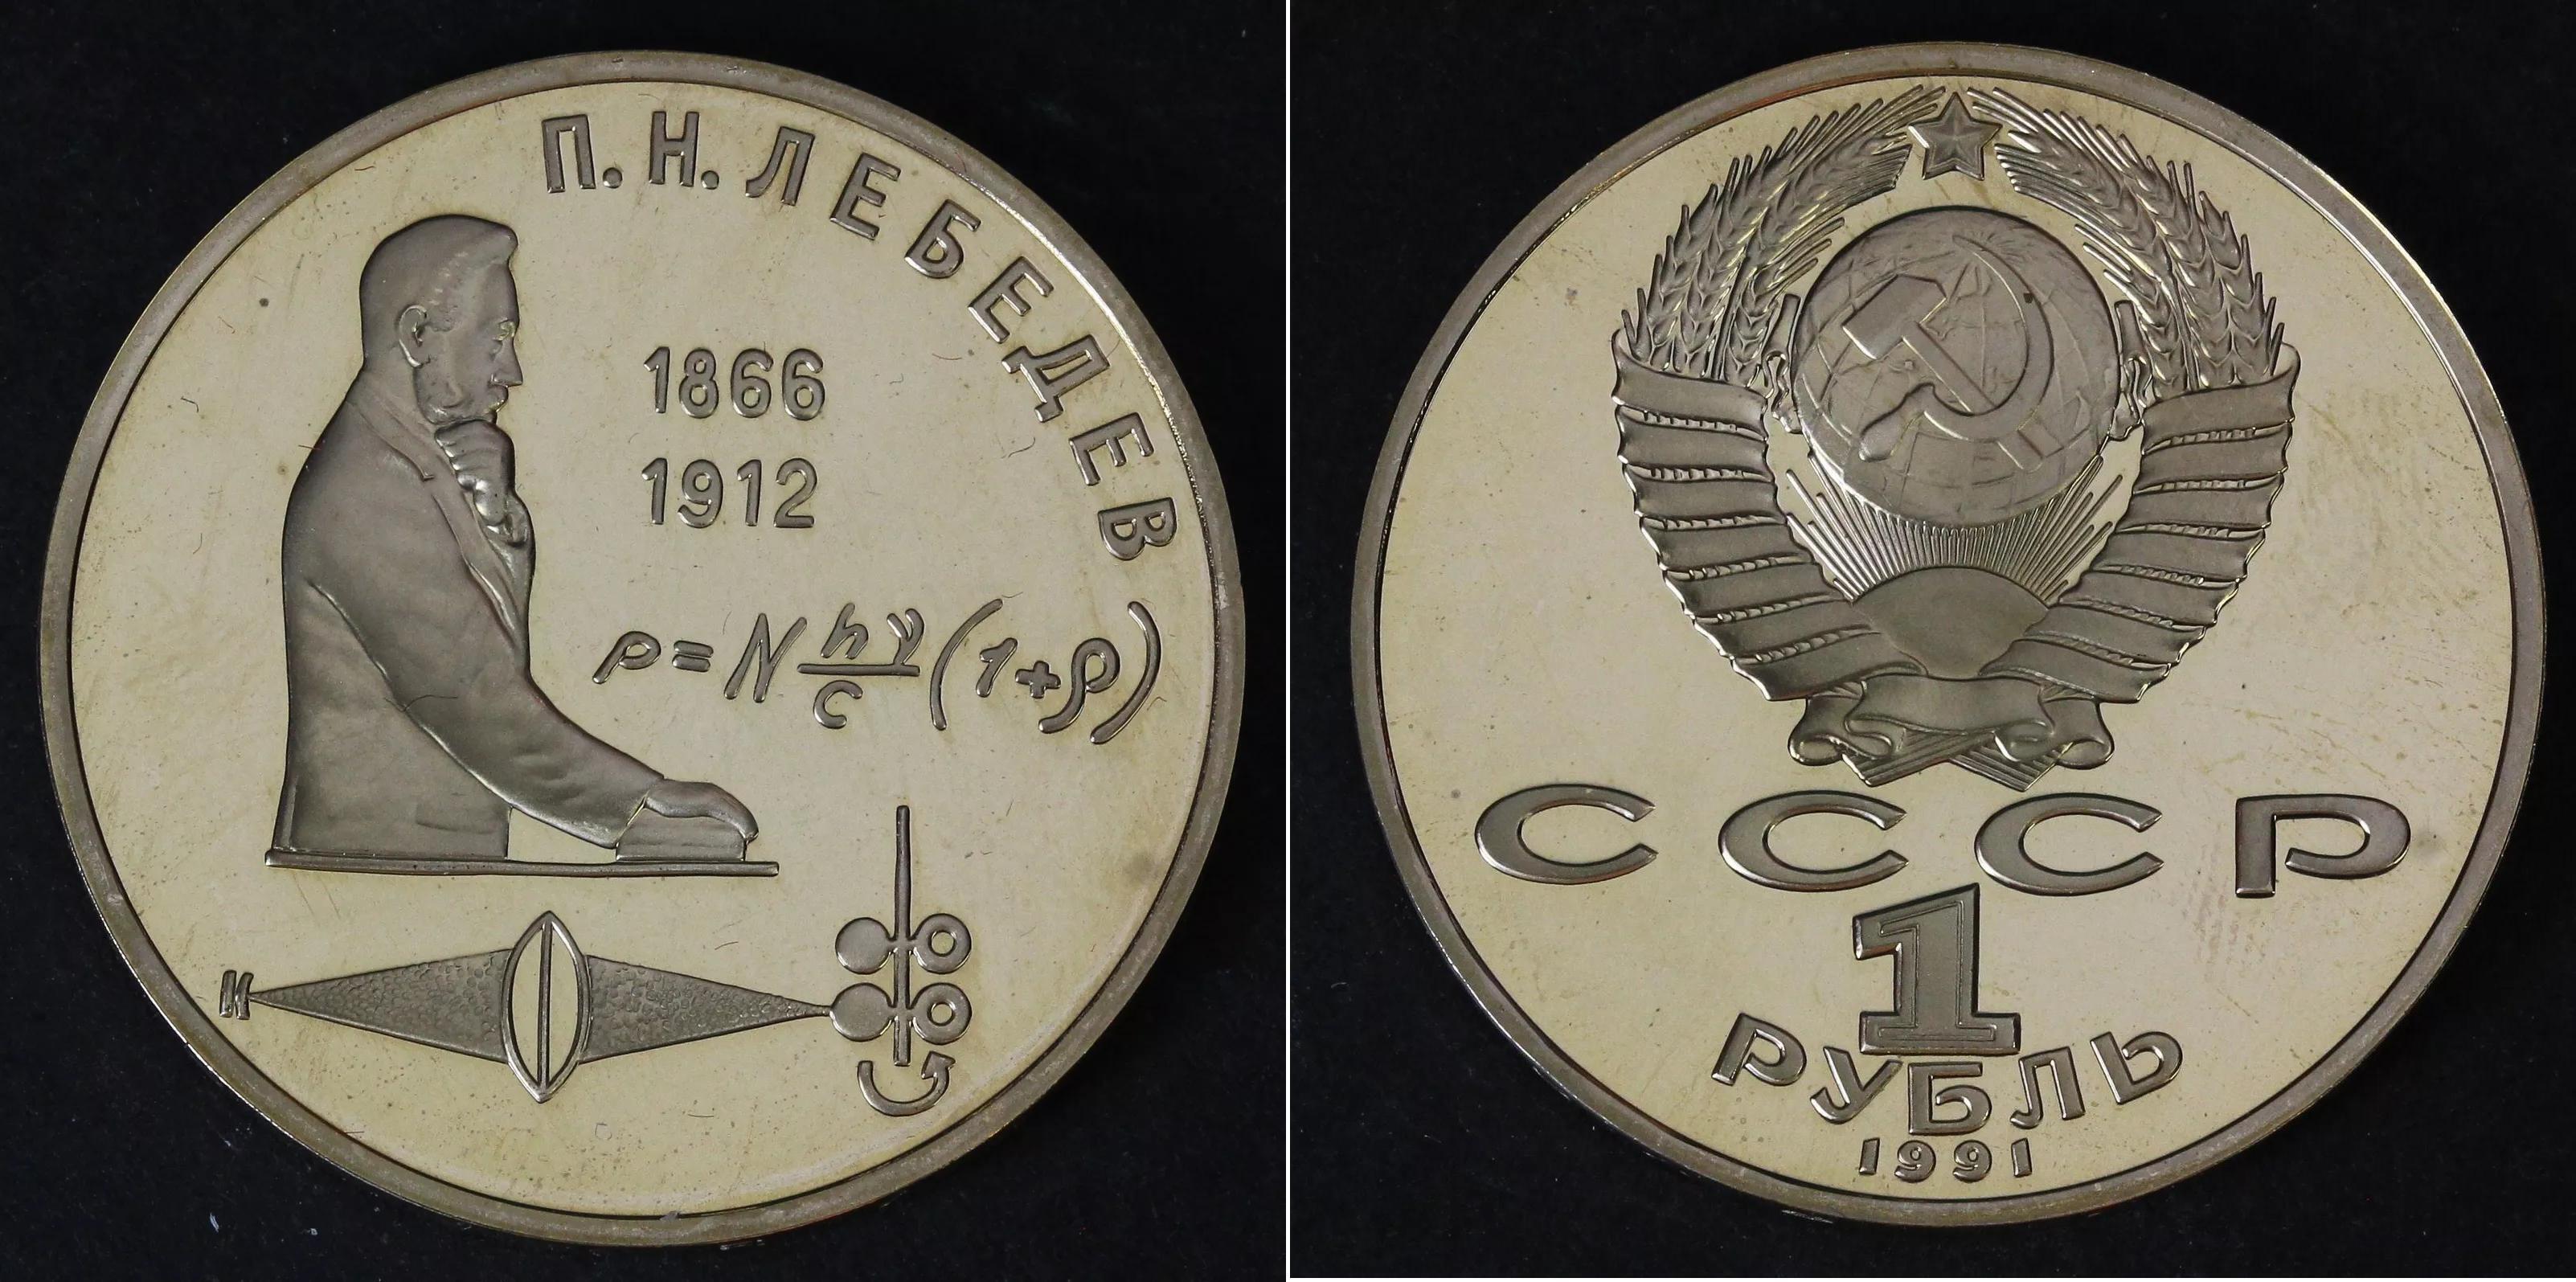 П. Н. ЛЕБЕДЕВ
1866
1912
p = N hν/c (1+ρ)
И
СССР
1
РУБЛЬ
1991